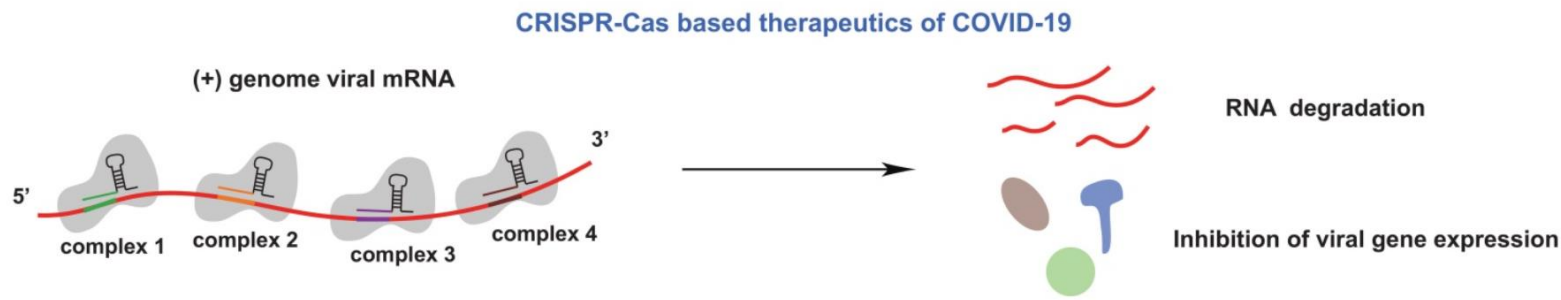 CRISPR-Cas based therapeutics of COVID-19
(+) genome viral mRNA
RNA degradation
3’
5’
complex 1
complex 2
complex 3
complex 4
Inhibition of viral gene expression